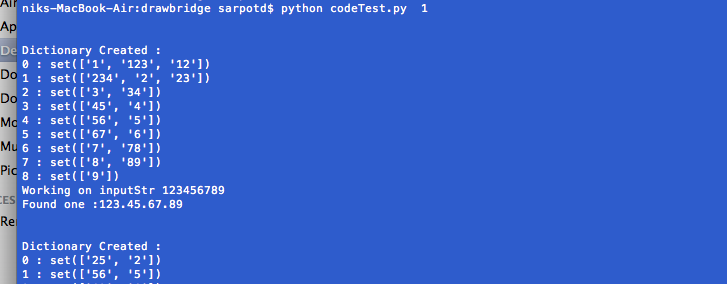 niks-MacBook-Air:drawbridge sarpotd$ python codeTest.py  1
Dictionary Created :
0 : set(['1', '123', '12'])
1 : set(['234', '2', '23'])
2 : set(['3', '34'])
3 : set(['45', '4'])
4 : set(['56', '5'])
5 : set(['67', '6'])
6 : set(['7', '78'])
7 : set(['8', '89'])
8 : set(['9'])
Working on inputStr 123456789
Found one :123.45.67.89
Dictionary Created :
0 : set(['25', '2'])
1 : set(['56', '5'])
Ap
De
Do
Do
Mo
Mu
Pic
CES
Re